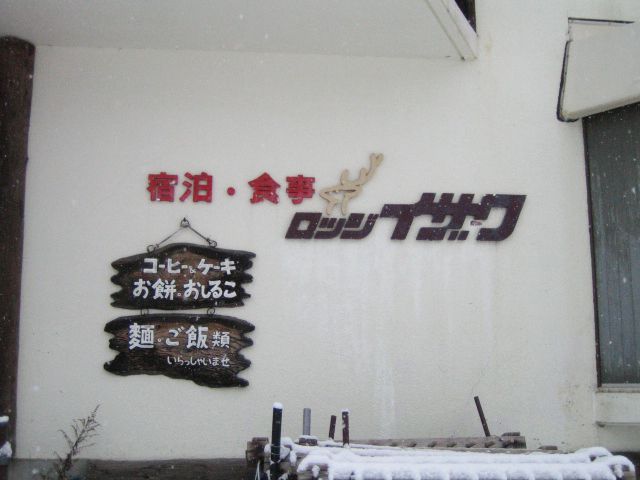 宿泊・食事
ロッジイザワ
コーヒー&ケーキ
お餅。おしるこ
麺。ご飯類
いらっしゃいませ